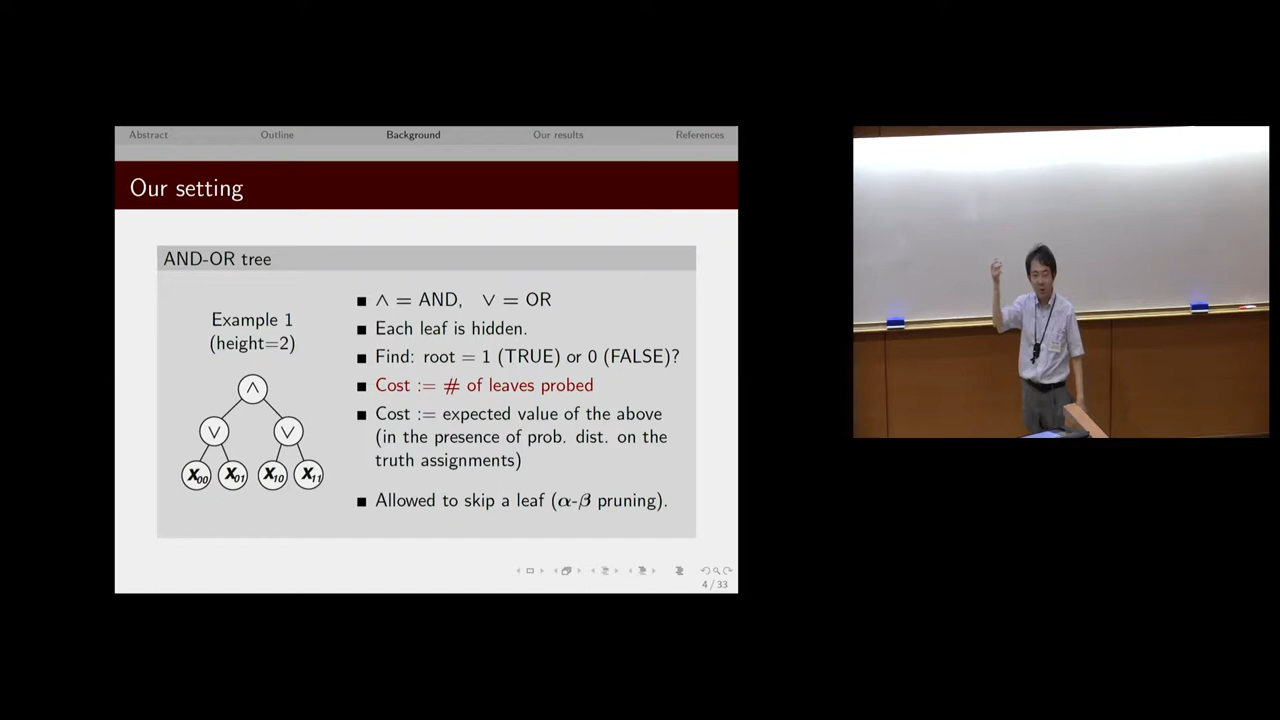 Abstract Outline Background Our results References
Our setting
AND-OR tree
Example 1
(height=2)
∧
∨ ∨
X00 X01 X10 X11
■ ∧ = AND, ∨ = OR
■ Each leaf is hidden.
■ Find: root = 1 (TRUE) or 0 (FALSE)?
■ Cost := # of leaves probed
■ Cost := expected value of the above
(in the presence of prob. dist. on the
truth assignments)
■ Allowed to skip a leaf (α-β pruning).
4 / 33